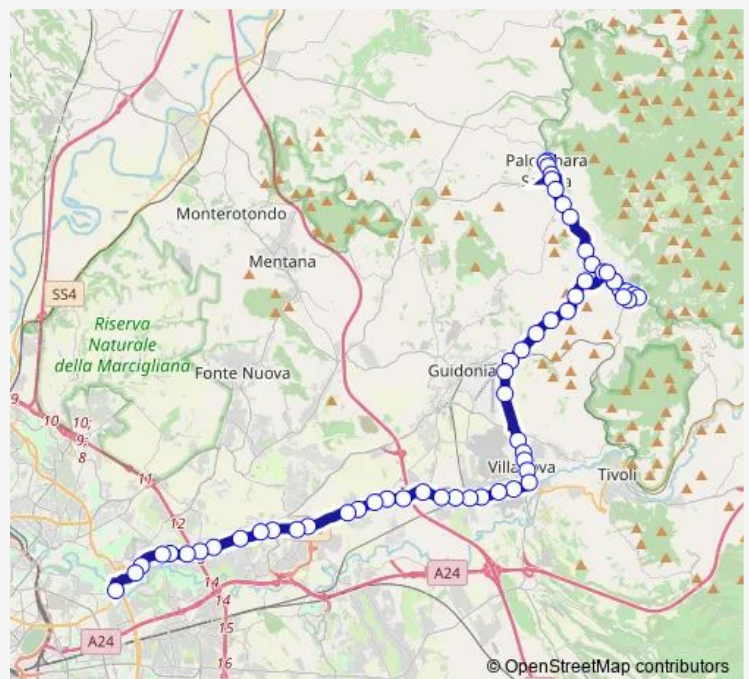 Palombara
Sabina
Monterotondo
Mentana
SS4
Riserva
Naturale
della Marcigliana
Fonte Nuova
Guidonia
9
10
10;
9;
8
11
Villanova
Tivoli
12
A24
14
14
A24
15
16
© OpenStreetMap contributors